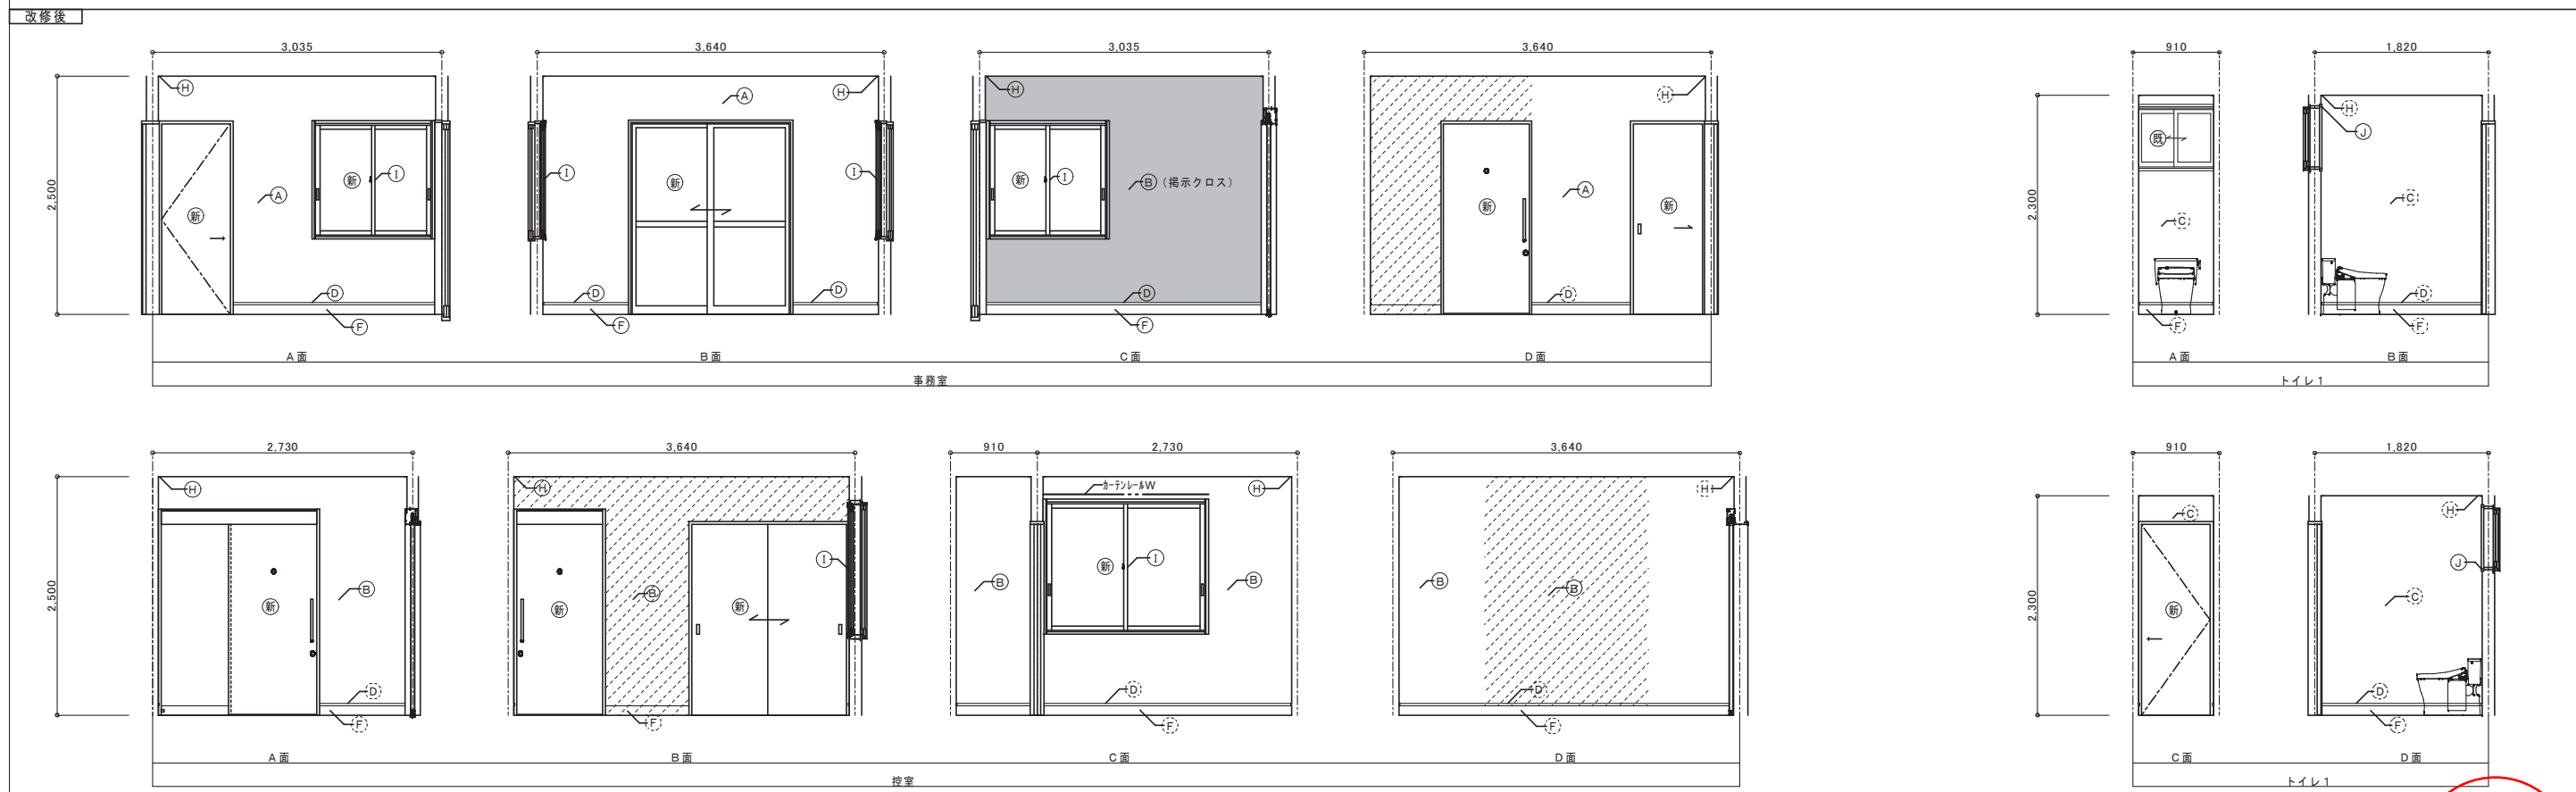 改修後
3,035
3,640
3,035
3,640
910
1,820
2,500
2,300
H
A
H
H
H
H
新
新
I
A
I
新
I
新
I
B (掲示クロス)
新
A
新
既
J
C
C
D
F
D
D
F
D
F
D
D
F
F
A面
B面
C面
D面
A面
B面
事務室
トイレ1
2,730
3,640
910
2,730
3,640
910
1,820
2,500
2,300
H
H
カーテンレールW
H
H
C
H
新
B
新
B
新
I
B
新
I
B
B
B
新
J
C
D
F
F
D
F
D
F
D
F
A面
B面
C面
D面
C面
D面
控室
トイレ1